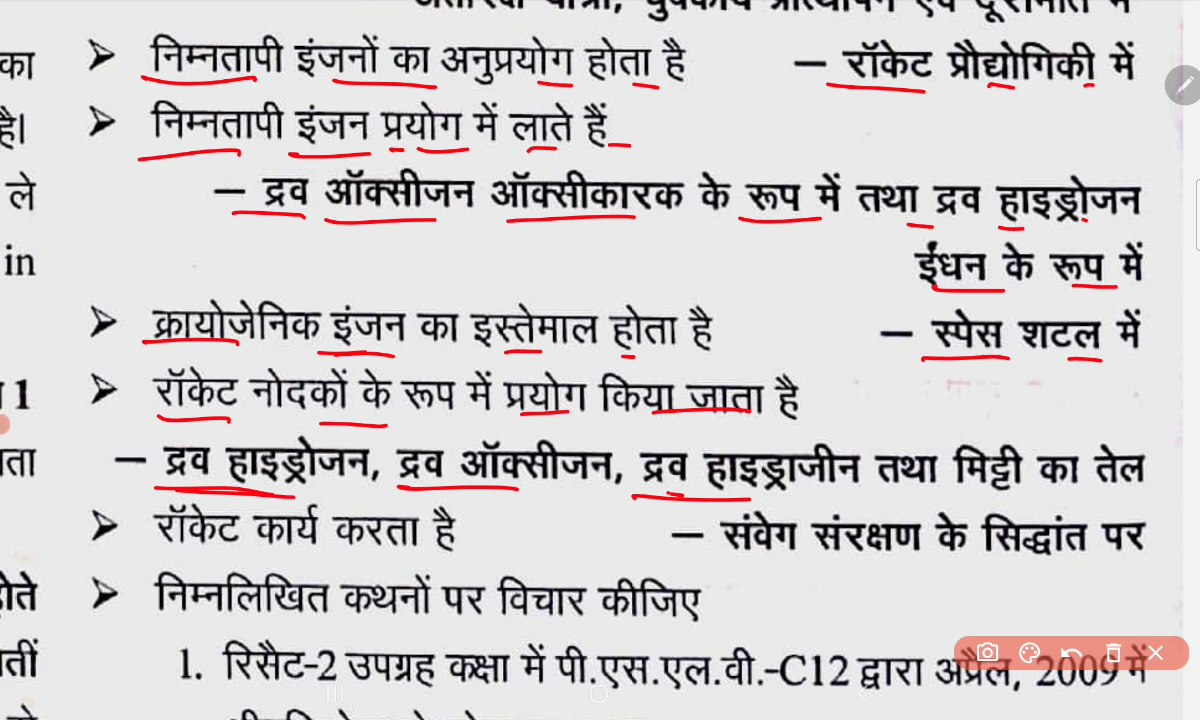 का ➤ निम्नतापी इंजनों का अनुप्रयोग होता है – रॉकेट प्रौद्योगिकी में
है। ➤ निम्नतापी इंजन प्रयोग में लाते हैं
ले – द्रव ऑक्सीजन ऑक्सीकारक के रूप में तथा द्रव हाइड्रोजन
in ईंधन के रूप में
➤ क्रायोजेनिक इंजन का इस्तेमाल होता है – स्पेस शटल में
1 ➤ रॉकेट नोदकों के रूप में प्रयोग किया जाता है
– द्रव हाइड्रोजन, द्रव ऑक्सीजन, द्रव हाइड्राजीन तथा मिट्टी का तेल
➤ रॉकेट कार्य करता है – संवेग संरक्षण के सिद्धांत पर
➤ निम्नलिखित कथनों पर विचार कीजिए
1. रिसैट-2 उपग्रह कक्षा में पी.एस.एल.वी.-C12 द्वारा अप्रैल, 2009 में